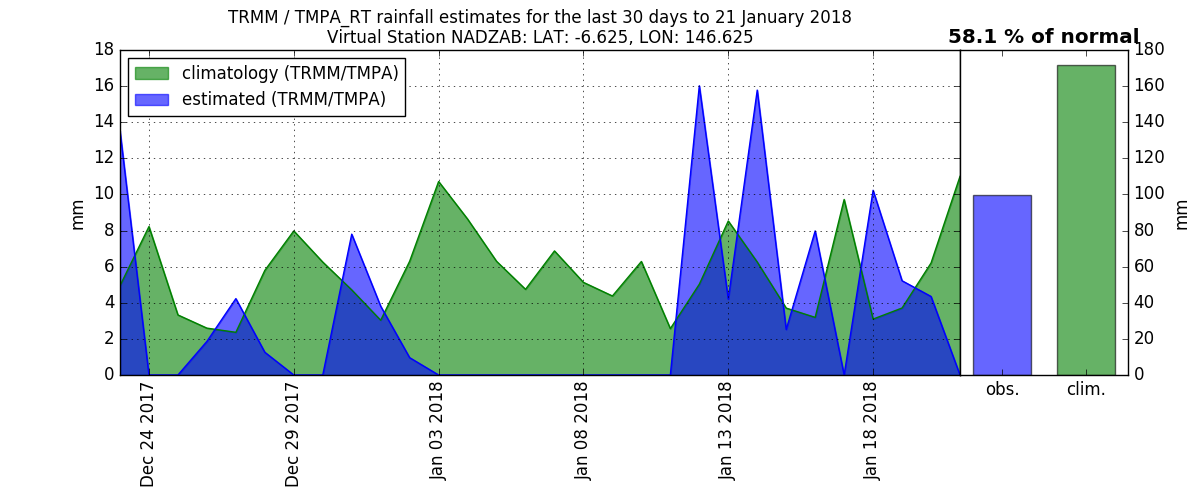 TRMM / TMPA_RT rainfall estimates for the last 30 days to 21 January 2018
Virtual Station NADZAB: LAT: -6.625, LON: 146.625
58.1 % of normal
climatology (TRMM/TMPA)
estimated (TRMM/TMPA)
18
16
14
12
10
8
6
4
2
0
mm
Dec 24 2017
Dec 29 2017
Jan 03 2018
Jan 08 2018
Jan 13 2018
Jan 18 2018
obs.
clim.
180
160
140
120
100
80
60
40
20
0
mm